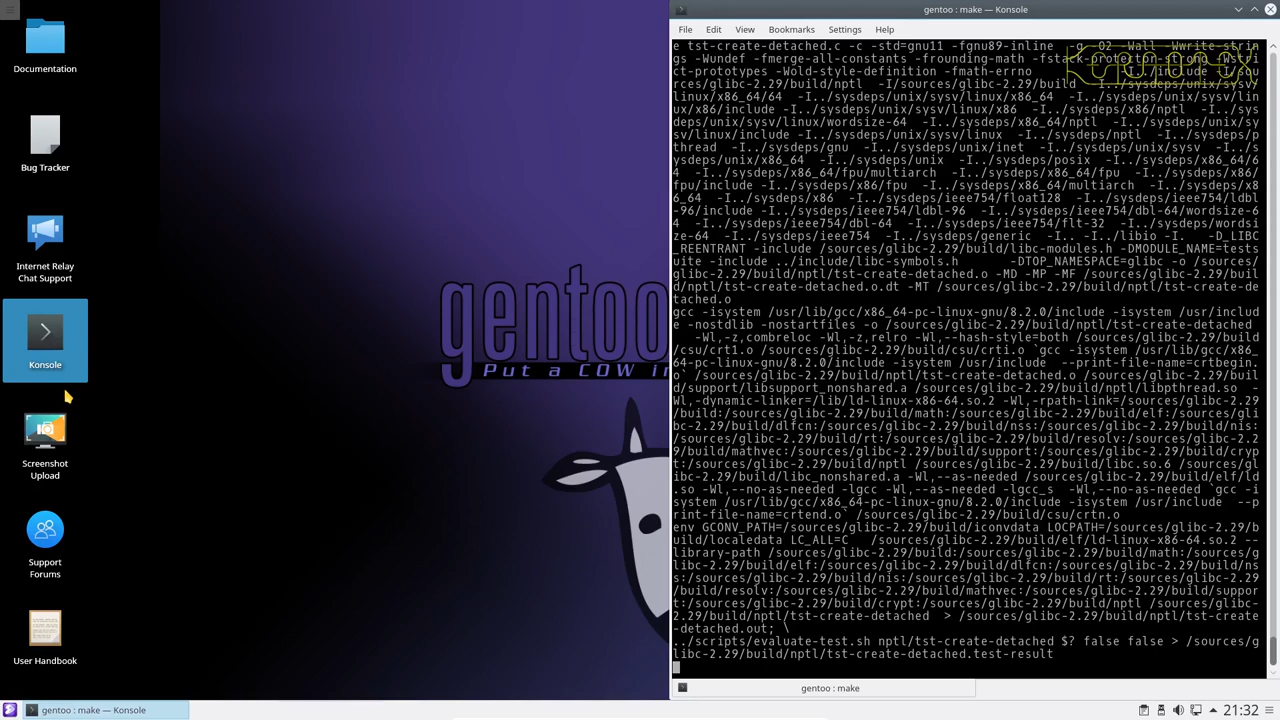 Documentation
Bug Tracker
Internet Relay
Chat Support
Konsole
Screenshot
Upload
Support
Forums
User Handbook
gentoo
Put a COW in
gentoo : make — Konsole
File Edit View Bookmarks Settings Help
e tst-create-detached.c -c -std=gnu11 -fgnu89-inline  -g -O2 -Wall -Wwrite-strin
gs -Wundef -fmerge-all-constants -frounding-math -fstack-protector-strong -Wstri
ct-prototypes -Wold-style-definition -fmath-errno    -I../include -I/sou
rces/glibc-2.29/build/nptl  -I/sources/glibc-2.29/build  -I../sysdeps/unix/sysv/
linux/x86_64/64  -I../sysdeps/unix/sysv/linux/x86_64  -I../sysdeps/unix/sysv/lin
ux/x86/include -I../sysdeps/unix/sysv/linux/x86  -I../sysdeps/x86/nptl  -I../sys
deps/unix/sysv/linux/wordsize-64  -I../sysdeps/x86_64/nptl  -I../sysdeps/unix/sy
sv/linux/include -I../sysdeps/unix/sysv/linux  -I../sysdeps/nptl  -I../sysdeps/p
thread  -I../sysdeps/gnu  -I../sysdeps/unix/inet  -I../sysdeps/unix/sysv  -I../s
ysdeps/unix/x86_64  -I../sysdeps/unix  -I../sysdeps/posix  -I../sysdeps/x86_64/6
4  -I../sysdeps/x86_64/fpu/multiarch  -I../sysdeps/x86_64/fpu  -I../sysdeps/x86/
fpu/include -I../sysdeps/x86/fpu  -I../sysdeps/x86_64/multiarch  -I../sysdeps/x8
6_64  -I../sysdeps/x86  -I../sysdeps/ieee754/float128  -I../sysdeps/ieee754/ldbl
-96/include -I../sysdeps/ieee754/ldbl-96  -I../sysdeps/ieee754/dbl-64/wordsize-6
4  -I../sysdeps/ieee754/dbl-64  -I../sysdeps/ieee754/flt-32  -I../sysdeps/wordsi
ze-64  -I../sysdeps/ieee754  -I../sysdeps/generic  -I.. -I../libio -I.   -D_LIBC
_REENTRANT -include /sources/glibc-2.29/build/libc-modules.h -DMODULE_NAME=tests
uite -include ../include/libc-symbols.h       -DTOP_NAMESPACE=glibc -o /sources/
glibc-2.29/build/nptl/tst-create-detached.o -MD -MP -MF /sources/glibc-2.29/buil
d/nptl/tst-create-detached.o.dt -MT /sources/glibc-2.29/build/nptl/tst-create-de
tached.o
gcc -isystem /usr/lib/gcc/x86_64-pc-linux-gnu/8.2.0/include -isystem /usr/includ
e -nostdlib -nostartfiles -o /sources/glibc-2.29/build/nptl/tst-create-detached
   -Wl,-z,combreloc -Wl,-z,relro -Wl,--hash-style=both /sources/glibc-2.29/build
/csu/crt1.o /sources/glibc-2.29/build/csu/crti.o `gcc -isystem /usr/lib/gcc/x86_
64-pc-linux-gnu/8.2.0/include -isystem /usr/include  --print-file-name=crtbegin.
o` /sources/glibc-2.29/build/nptl/tst-create-detached.o /sources/glibc-2.29/buil
d/support/libsupport_nonshared.a /sources/glibc-2.29/build/nptl/libpthread.so  -
Wl,-dynamic-linker=/lib/ld-linux-x86-64.so.2 -Wl,-rpath-link=/sources/glibc-2.29
/build:/sources/glibc-2.29/build/math:/sources/glibc-2.29/build/elf:/sources/gli
bc-2.29/build/dlfcn:/sources/glibc-2.29/build/nss:/sources/glibc-2.29/build/nis:
/sources/glibc-2.29/build/rt:/sources/glibc-2.29/build/resolv:/sources/glibc-2.2
9/build/mathvec:/sources/glibc-2.29/build/support:/sources/glibc-2.29/build/cryp
t:/sources/glibc-2.29/build/nptl /sources/glibc-2.29/build/libc.so.6 /sources/gl
ibc-2.29/build/libc_nonshared.a -Wl,--as-needed /sources/glibc-2.29/build/elf/ld
.so -Wl,--no-as-needed -lgcc -Wl,--as-needed -lgcc_s  -Wl,--no-as-needed `gcc -i
system /usr/lib/gcc/x86_64-pc-linux-gnu/8.2.0/include -isystem /usr/include  --p
rint-file-name=crtend.o` /sources/glibc-2.29/build/csu/crtn.o
env GCONV_PATH=/sources/glibc-2.29/build/iconvdata LOCPATH=/sources/glibc-2.29/b
uild/localedata LC_ALL=C   /sources/glibc-2.29/build/elf/ld-linux-x86-64.so.2 --
library-path /sources/glibc-2.29/build:/sources/glibc-2.29/build/math:/sources/g
libc-2.29/build/elf:/sources/glibc-2.29/build/dlfcn:/sources/glibc-2.29/build/ns
s:/sources/glibc-2.29/build/nis:/sources/glibc-2.29/build/rt:/sources/glibc-2.29
/build/resolv:/sources/glibc-2.29/build/mathvec:/sources/glibc-2.29/build/suppor
t:/sources/glibc-2.29/build/crypt:/sources/glibc-2.29/build/nptl /sources/glibc-
2.29/build/nptl/tst-create-detached  > /sources/glibc-2.29/build/nptl/tst-create
-detached.out; \
../scripts/evaluate-test.sh nptl/tst-create-detached $? false false > /sources/g
libc-2.29/build/nptl/tst-create-detached.test-result
gentoo : make
gentoo : make — Konsole
21:32